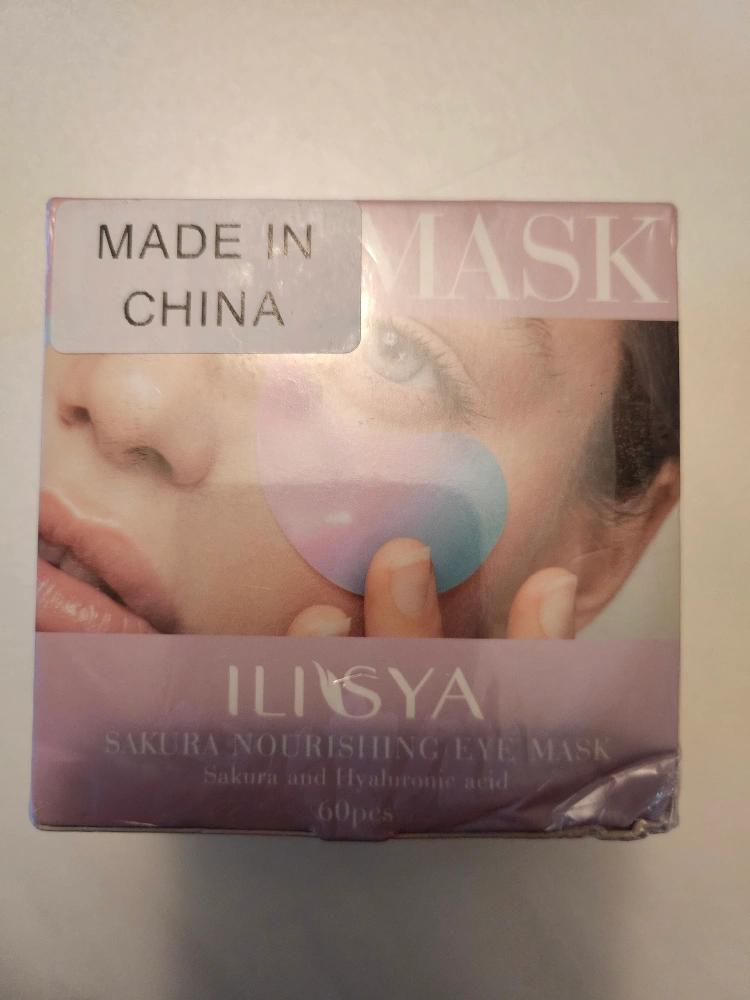 MADE IN
CHINA
MASK
ILISYA
SAKURA NOURISHING EYE MASK
Sakura and Hyaluronic acid
60pcs